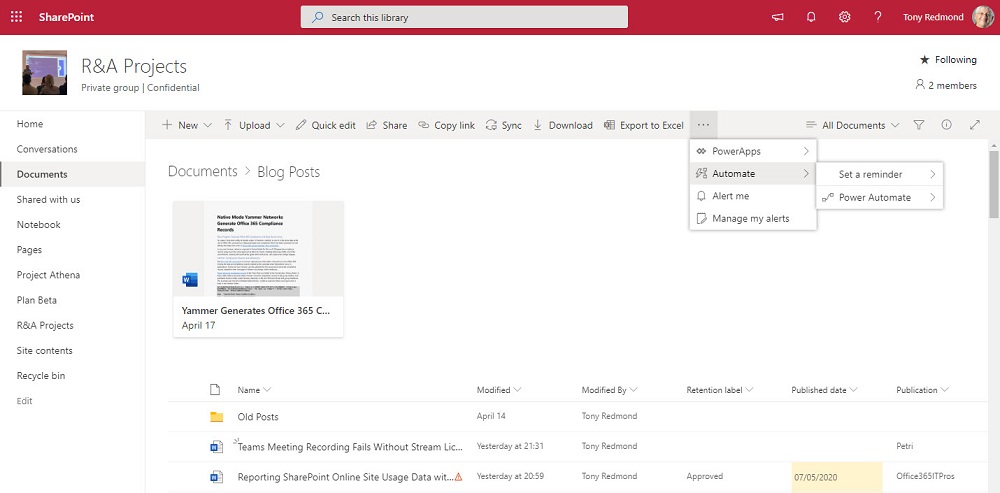 SharePoint
Search this library
Tony Redmond
R&A Projects
Private group | Confidential
Following
2 members
Home
Conversations
Documents
Shared with us
Notebook
Pages
Project Athena
Plan Beta
R&A Projects
Site contents
Recycle bin
Edit
New
Upload
Quick edit
Share
Copy link
Sync
Download
Export to Excel
All Documents
PowerApps
Automate
Alert me
Manage my alerts
Set a reminder
Power Automate
Documents > Blog Posts
Native Mode Yammer Networks
Generate Office 365 Compliance
Records
Yammer Generates Office 365 C...
April 17
Name Modified Modified By Retention label Published date Publication
Old Posts April 14 Tony Redmond
Teams Meeting Recording Fails Without Stream Lic... Yesterday at 21:31 Tony Redmond Petri
Reporting SharePoint Online Site Usage Data wit... Yesterday at 20:59 Tony Redmond Approved 07/05/2020 Office365ITPros